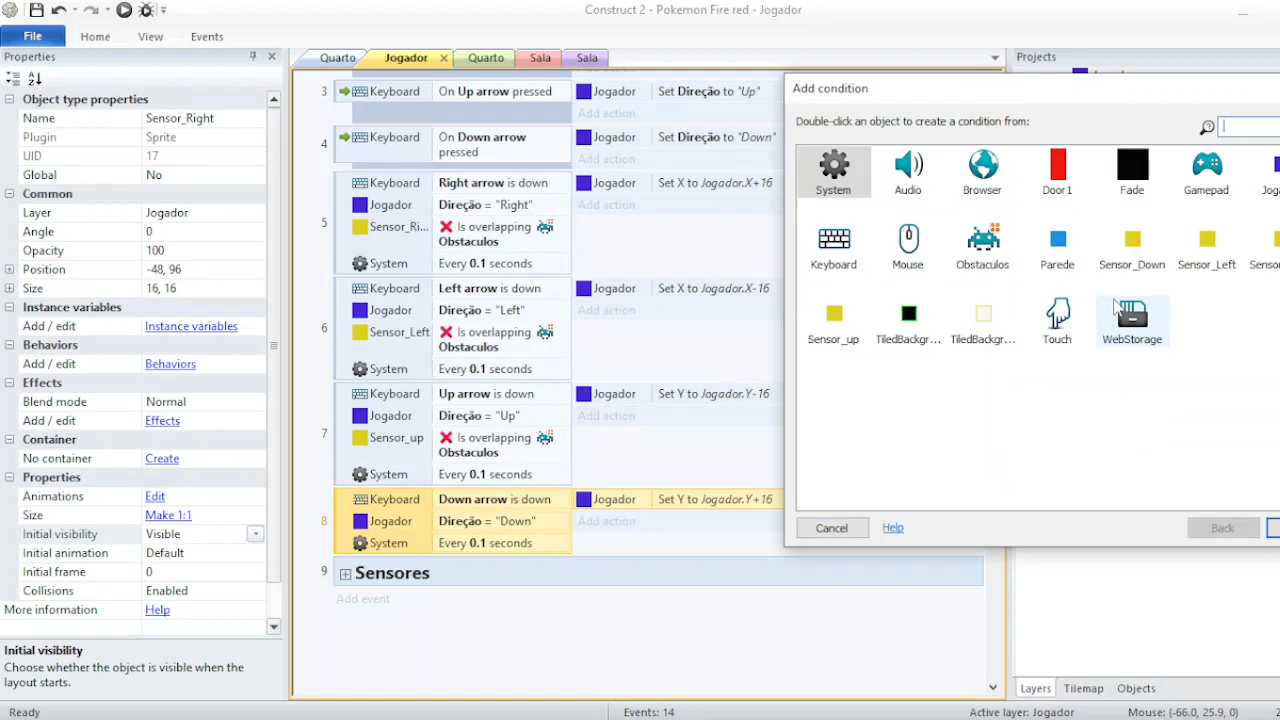 Construct 2 - Pokemon Fire red - Jogador
File Home View Events
Properties
Object type properties
Name Sensor_Right
Plugin Sprite
UID 17
Global No
Common
Layer Jogador
Angle 0
Opacity 100
Position -48, 96
Size 16, 16
Instance variables
Add / edit Instance variables
Behaviors
Add / edit Behaviors
Effects
Blend mode Normal
Add / edit Effects
Container
No container Create
Properties
Animations Edit
Size Make 1:1
Initial visibility Visible
Initial animation Default
Initial frame 0
Collisions Enabled
More information Help
Initial visibility
Choose whether the object is visible when the
layout starts.
Quarto Jogador Quarto Sala Sala
3 Keyboard On Up arrow pressed Jogador Set Direção to "Up"
Add action
4 Keyboard On Down arrow
pressed
Jogador Set Direção to "Down"
Add action
5
Keyboard Right arrow is down Jogador Set X to Jogador.X+16
Jogador Direção = "Right" Add action
Sensor_Ri... Is overlapping
Obstaculos
System Every 0.1 seconds
6
Keyboard Left arrow is down Jogador Set X to Jogador.X-16
Jogador Direção = "Left" Add action
Sensor_Left Is overlapping
Obstaculos
System Every 0.1 seconds
7
Keyboard Up arrow is down Jogador Set Y to Jogador.Y-16
Jogador Direção = "Up" Add action
Sensor_up Is overlapping
Obstaculos
System Every 0.1 seconds
8
Keyboard Down arrow is down Jogador Set Y to Jogador.Y+16
Jogador Direção = "Down" Add action
System Every 0.1 seconds
9 Sensores
Add event
Projects
Add condition
Double-click an object to create a condition from:
System Audio Browser Door1 Fade Gamepad
Keyboard Mouse Obstaculos Parede Sensor_Down Sensor_Left
Sensor_up TiledBackgr... TiledBackgr... Touch WebStorage
Cancel Help Back
Layers Tilemap Objects
Ready Events: 14 Active layer: Jogador Mouse: (-66.0, 25.9, 0)